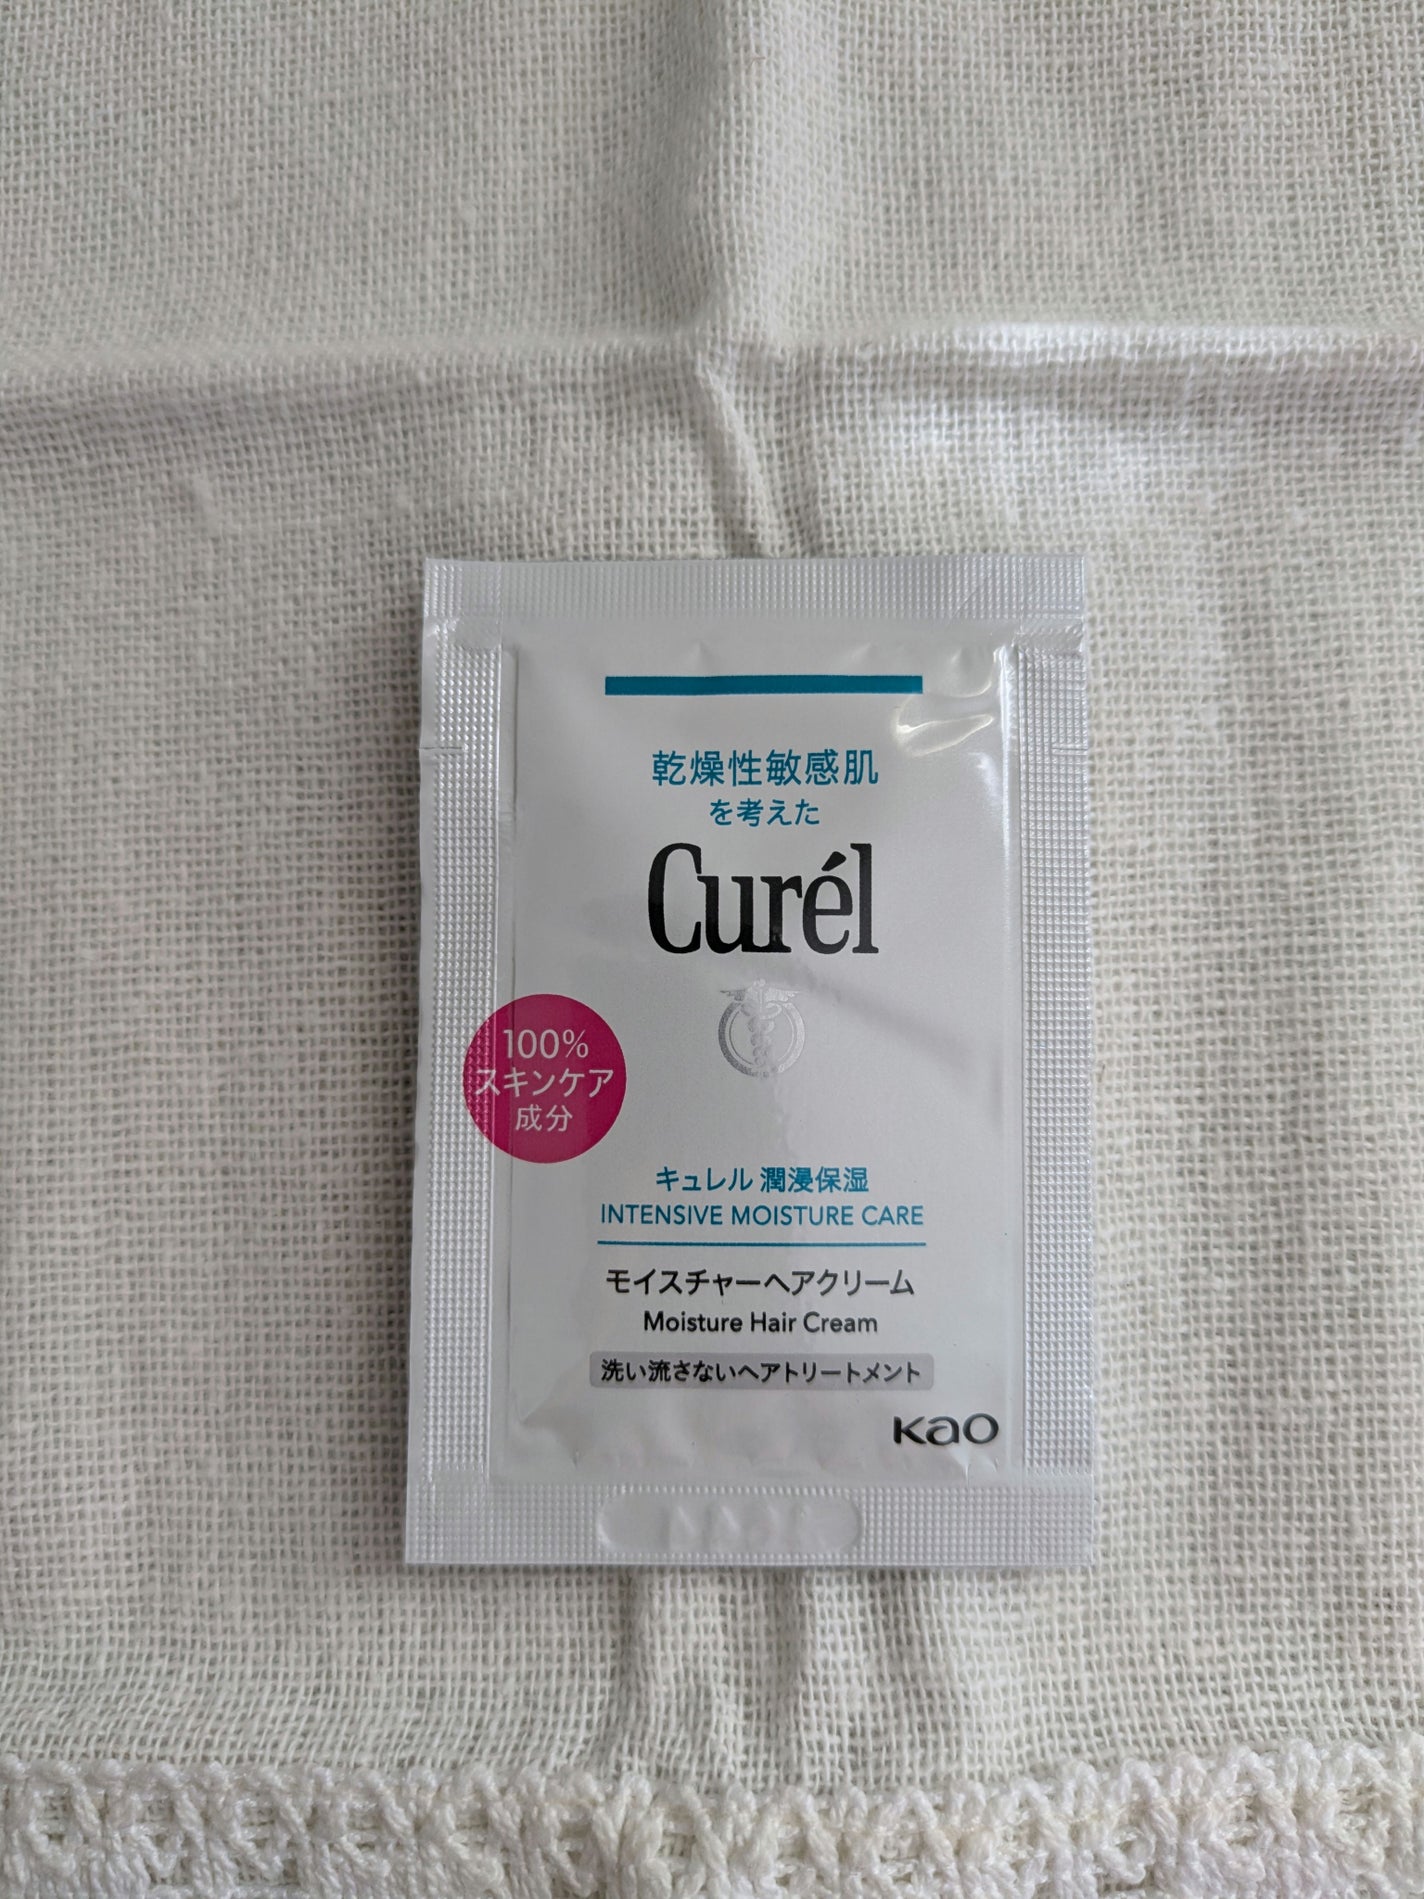 乾燥性敏感肌
を考えた
Curél
100%
スキンケア
成分
キュレル 潤浸保湿
INTENSIVE MOISTURE CARE
モイスチャーヘアクリーム
Moisture Hair Cream
洗い流さないヘアトリートメント
Kao